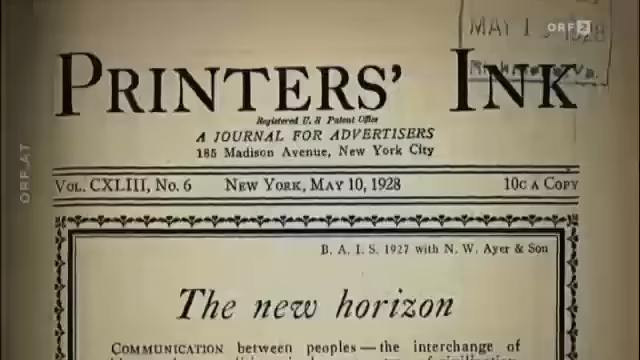 MAY 1 1928
ORF 2
Richmond, Va.
PRINTERS' INK
Registered U. S. Patent Office
A JOURNAL FOR ADVERTISERS
185 Madison Avenue, New York City
ORF.AT
VOL. CXLIII, No. 6 NEW YORK, MAY 10, 1928 10c A COPY
B. A. I. S. 1927 with N. W. Ayer & Son
The new horizon
COMMUNICATION between peoples—the interchange of